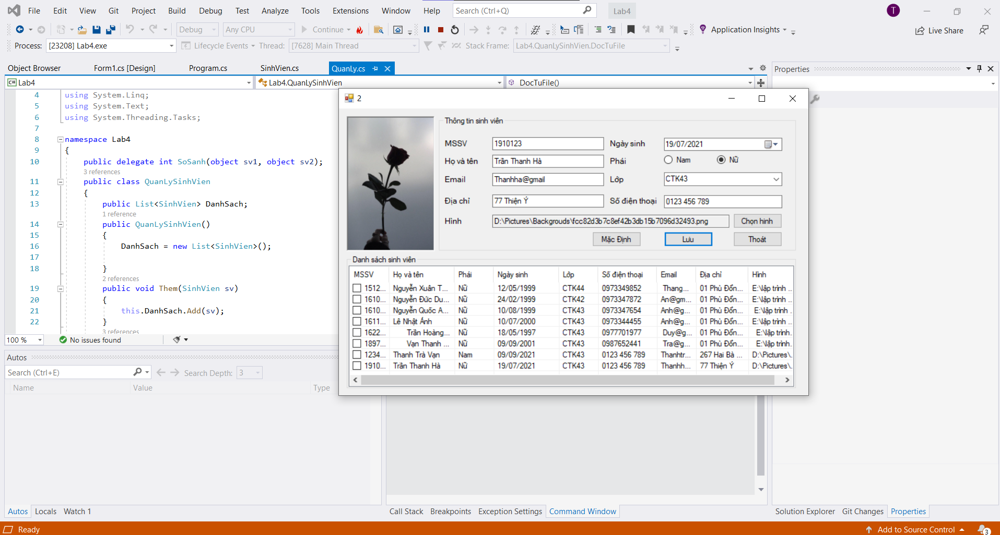 File Edit View Git Project Build Debug Test Analyze Tools Extensions Window Help Search (Ctrl+Q) Lab4 T
Debug Any CPU Continue Application Insights Live Share
Process: [23208] Lab4.exe Lifecycle Events Thread: [7628] Main Thread Stack Frame: Lab4.QuanLySinhVien.DocTuFile
Object Browser Form1.cs [Design] Program.cs SinhVien.cs QuanLy.cs Properties
C# Lab4 Lab4.QuanLySinhVien DocTuFile()
4 using System.Linq;
5 using System.Text;
6 using System.Threading.Tasks;
7
8 namespace Lab4
9 {
10 public delegate int SoSanh(object sv1, object sv2);
3 references
11 public class QuanLySinhVien
12 {
13 public List<SinhVien> DanhSach;
1 reference
14 public QuanLySinhVien()
15 {
16 DanhSach = new List<SinhVien>();
17
18 }
2 references
19 public void Them(SinhVien sv)
20 {
21 this.DanhSach.Add(sv);
22 }
3 references
100 % No issues found
2
Thông tin sinh viên
MSSV 1910123 Ngày sinh 19/07/2021
Họ và tên Trần Thanh Hà Phái Nam Nữ
Email Thanhha@gmail Lớp CTK43
Địa chỉ 77 Thiện Ý Số điện thoại 0123 456 789
Hình D:\Pictures\Backgrouds\fcc82d3b7c8ef42b3db15b7096d32493.png Chọn hình
Mặc Định Lưu Thoát
Danh sách sinh viên
MSSV Họ và tên Phái Ngày sinh Lớp Số điện thoại Email Địa chỉ Hình
1512... Nguyễn Xuân T... Nữ 12/05/1999 CTK44 0973349852 Thang... 01 Phù Đổn... E:\lập trình ...
1610... Nguyễn Đức Du... Nữ 24/02/1999 CTK42 0973347872 An@gm... 01 Phù Đổn... E:\lập trình ...
1610... Nguyễn Quốc A... Nữ 10/08/1999 CTK43 0973347654 Anh@g... 01 Phù Đổn... E:\lập trình ...
1611... Lê Nhật Ánh Nữ 10/07/2000 CTK43 0973344455 Anh@g... 01 Phù Đổn... E:\lập trình ...
1622... Trần Hoàng... Nữ 18/05/1997 CTK43 0977701977 Duy@g... 01 Phù Đổn... E:\lập trình...
1897... Vạn Thanh ... Nữ 09/09/2001 CTK43 0987652441 Tra@g... 01 Phù Đổn... E:\lập trình...
1234... Thanh Trà Vạn Nam 09/09/2021 CTK43 0123 456 789 Thanhtr... 267 Hai Bà ... D:\Pictures\...
1910... Trần Thanh Hà Nữ 19/07/2021 CTK43 0123 456 789 Thanhh... 77 Thiện Ý D:\Pictures\...
Autos
Search (Ctrl+E) Search Depth: 3
Name Value Type
Autos Locals Watch 1 Call Stack Breakpoints Exception Settings Command Window Solution Explorer Git Changes Properties
Ready Add to Source Control 3